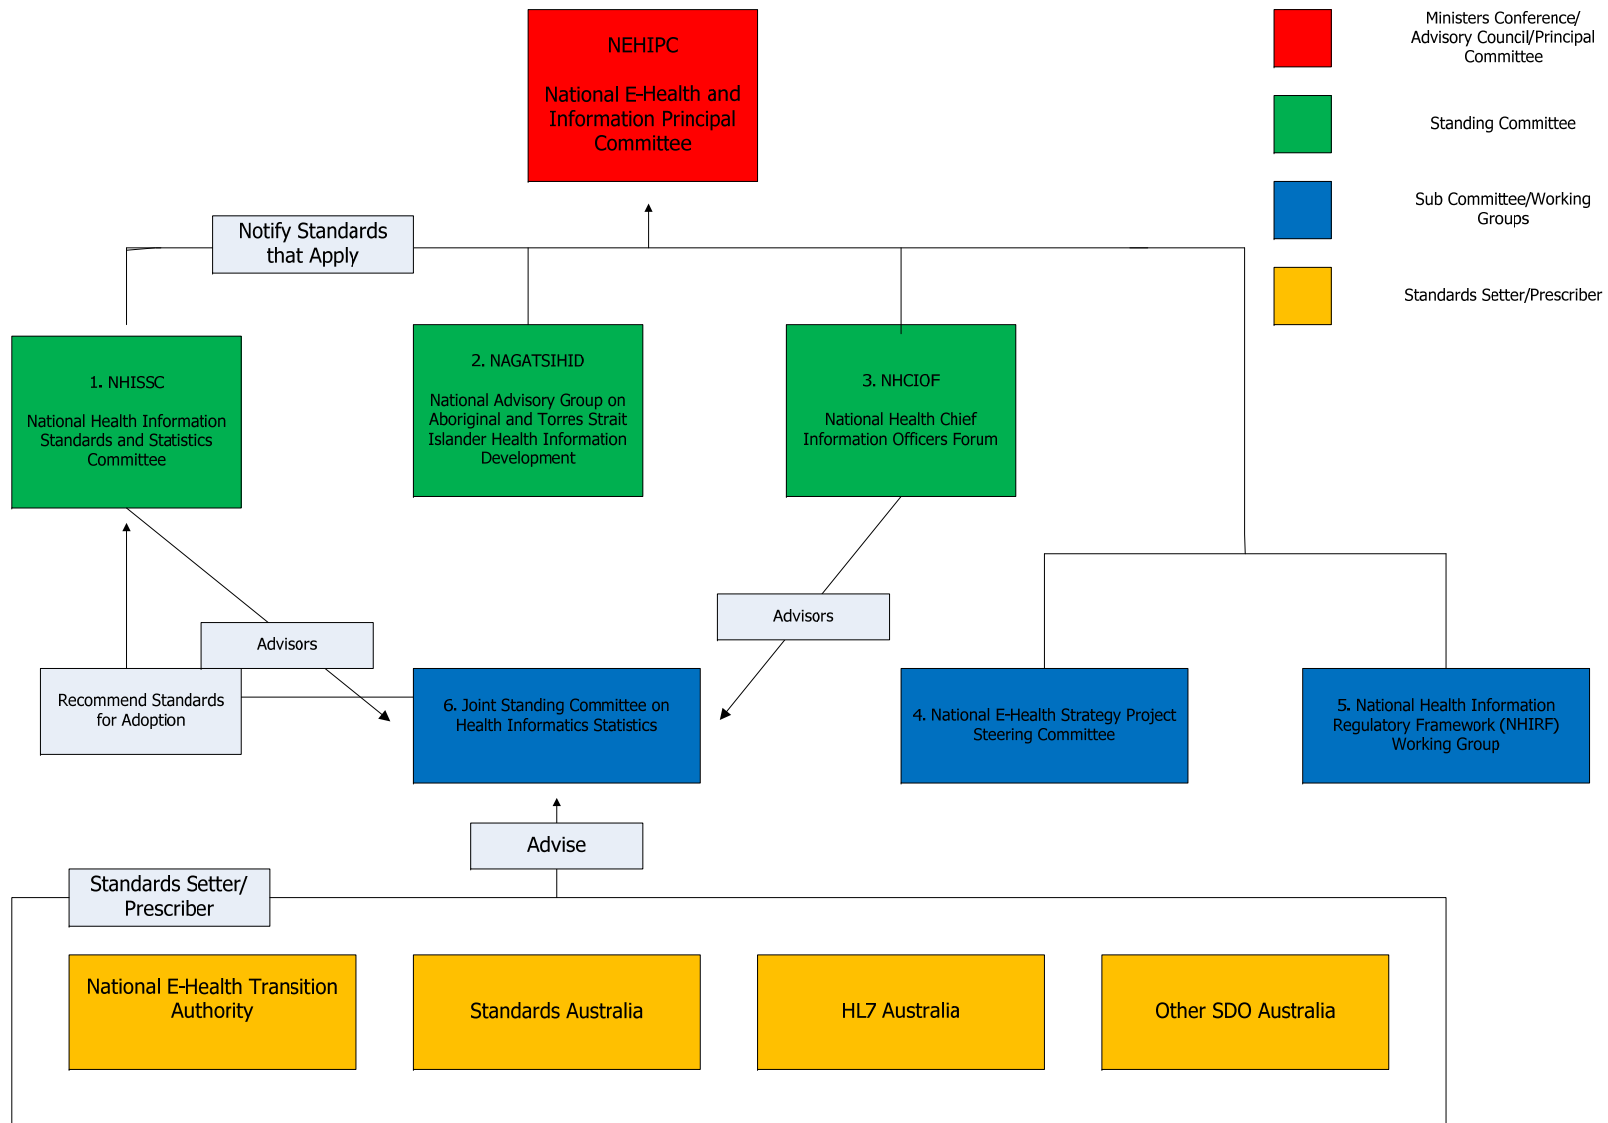 NEHIPC
National E-Health and
Information Principal
Committee
Ministers Conference/
Advisory Council/Principal
Committee
Standing Committee
Sub Committee/Working
Groups
Standards Setter/Prescriber
Notify Standards
that Apply
1. NHISSC
National Health Information
Standards and Statistics
Committee
2. NAGATSIHID
National Advisory Group on
Aboriginal and Torres Strait
Islander Health Information
Development
3. NHCIOF
National Health Chief
Information Officers Forum
Advisors
Advisors
Recommend Standards
for Adoption
6. Joint Standing Committee on
Health Informatics Statistics
4. National E-Health Strategy Project
Steering Committee
5. National Health Information
Regulatory Framework (NHIRF)
Working Group
Advise
Standards Setter/
Prescriber
National E-Health Transition
Authority
Standards Australia
HL7 Australia
Other SDO Australia